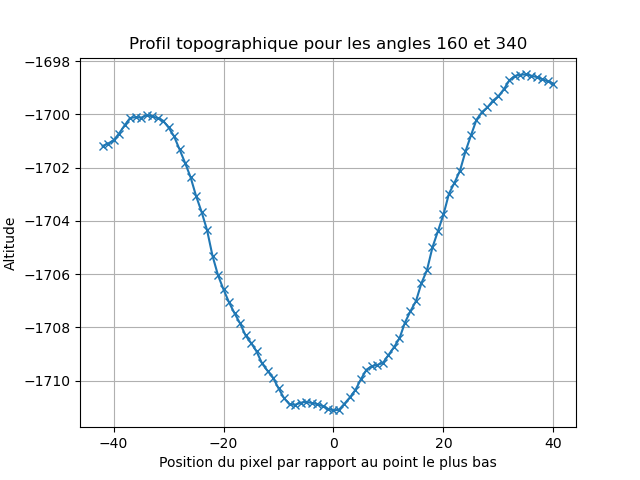 Profil topographique pour les angles 160 et 340
−1698
−1700
−1702
−1704
−1706
−1708
−1710
Altitude
−40 −20 0 20 40
Position du pixel par rapport au point le plus bas